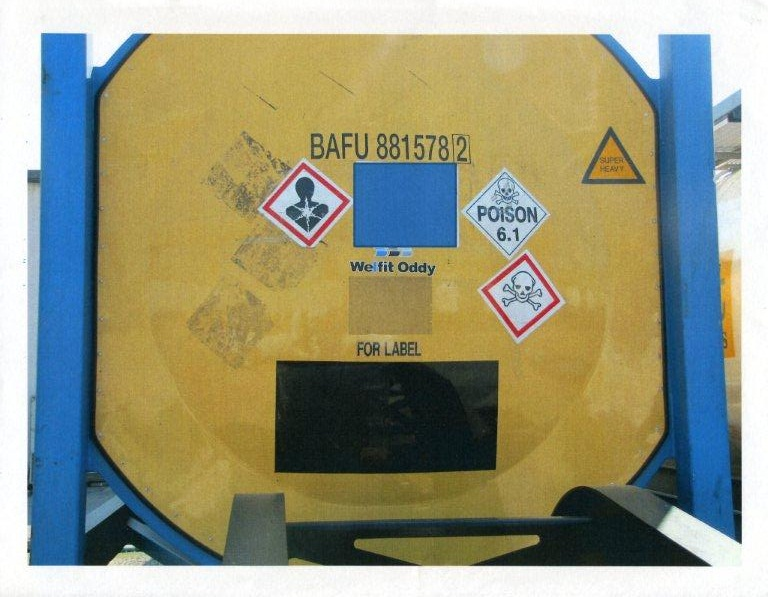 BAFU 881578 2
SUPER
HEAVY
POISON
6.1
Welfit Oddy
FOR LABEL